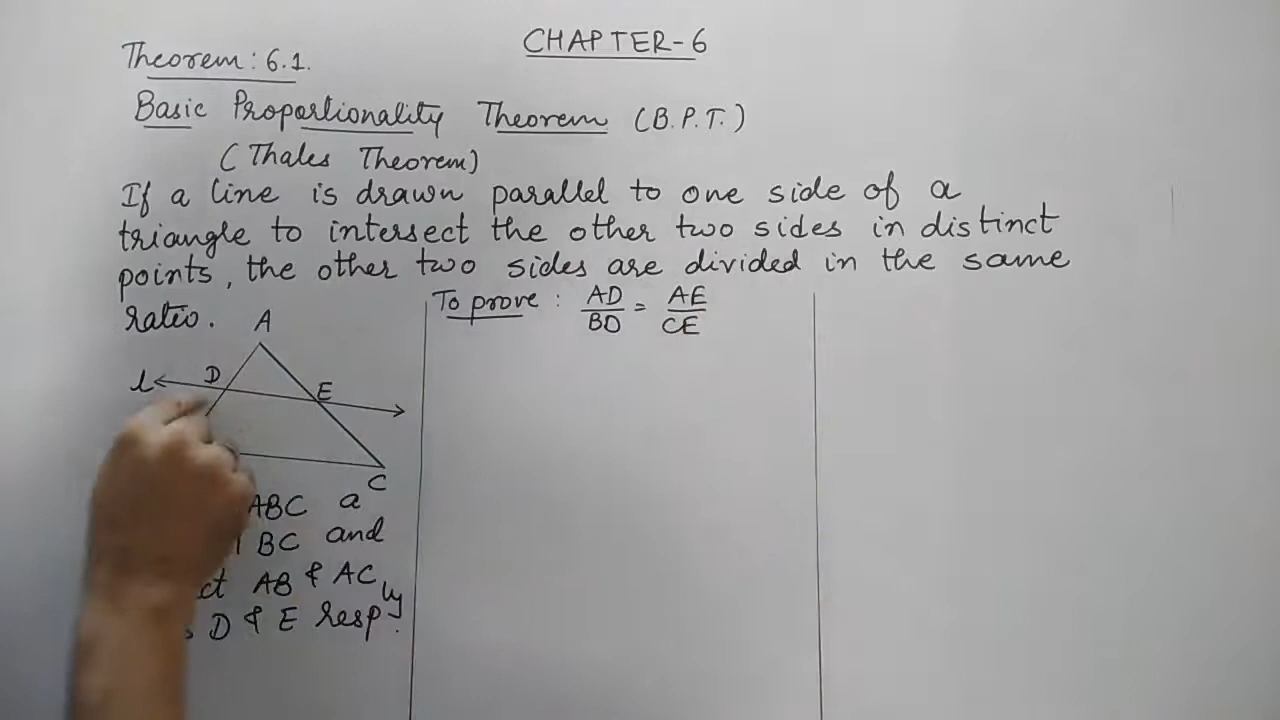 CHAPTER-6
Theorem: 6.1.
Basic Proportionality Theorem (B.P.T.)
(Thales Theorem)
If a line is drawn parallel to one side of a
triangle to intersect the other two sides in distinct
points, the other two sides are divided in the same
ratio.
A
l D E
C
ABC a
BC and
AB & AC
D & E resply.
To prove : AD/BD = AE/CE